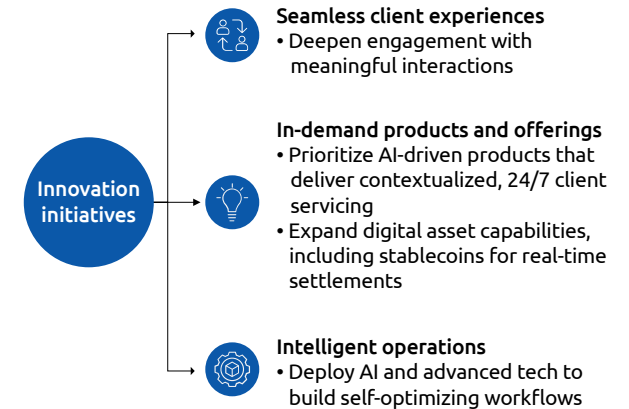 Innovation
initiatives
Seamless client experiences
• Deepen engagement with
meaningful interactions
In-demand products and offerings
• Prioritize AI-driven products that
deliver contextualized, 24/7 client
servicing
• Expand digital asset capabilities,
including stablecoins for real-time
settlements
Intelligent operations
• Deploy AI and advanced tech to
build self-optimizing workflows